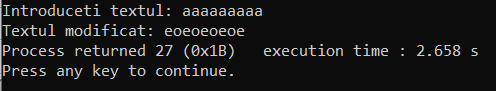 Introduceti textul: aaaaaaaaa
Textul modificat: eoeoeoeoe
Process returned 27 (0x1B)   execution time : 2.658 s
Press any key to continue.